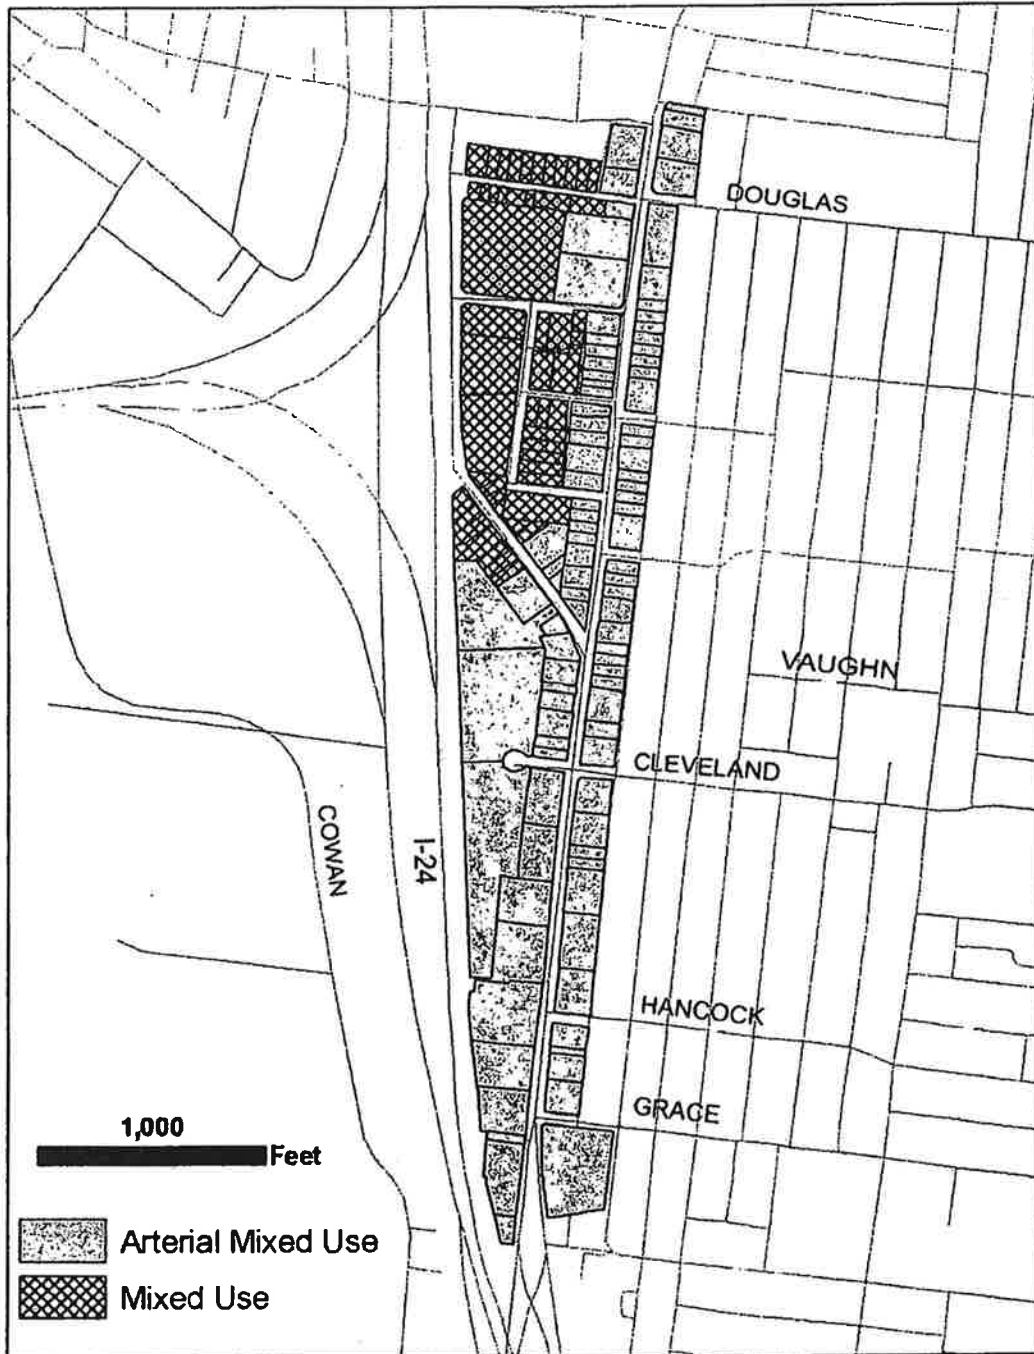 DOUGLAS
VAUGHN
CLEVELAND
COWAN
I-24
HANCOCK
GRACE
1,000
Feet
Arterial Mixed Use
Mixed Use